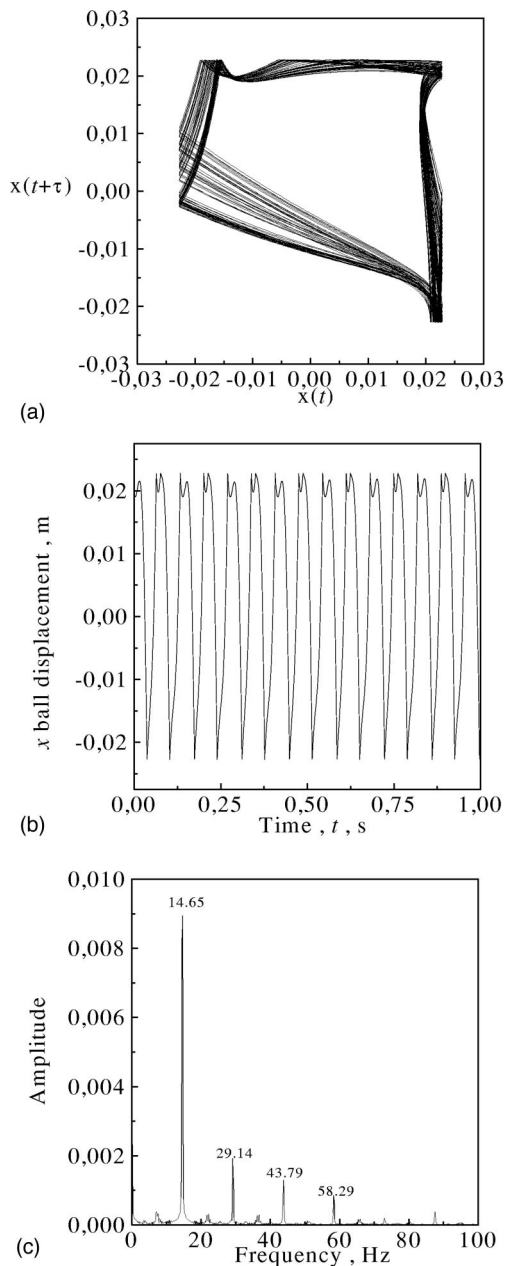 0,03
0,02
0,01
x(t+τ) 0,00
-0,01
-0,02
-0,03
-0,03 -0,02 -0,01 0,00 0,01 0,02 0,03
x(t)
(a)
0,02
0,01
0,00
-0,01
-0,02
x ball displacement , m
0,00 0,25 0,50 0,75 1,00
Time , t , s
(b)
0,010
14.65
0,008
0,006
0,004
0,002
29.14
43.79
58.29
0,000
Amplitude
0 20 40 60 80 100
Frequency , Hz
(c)